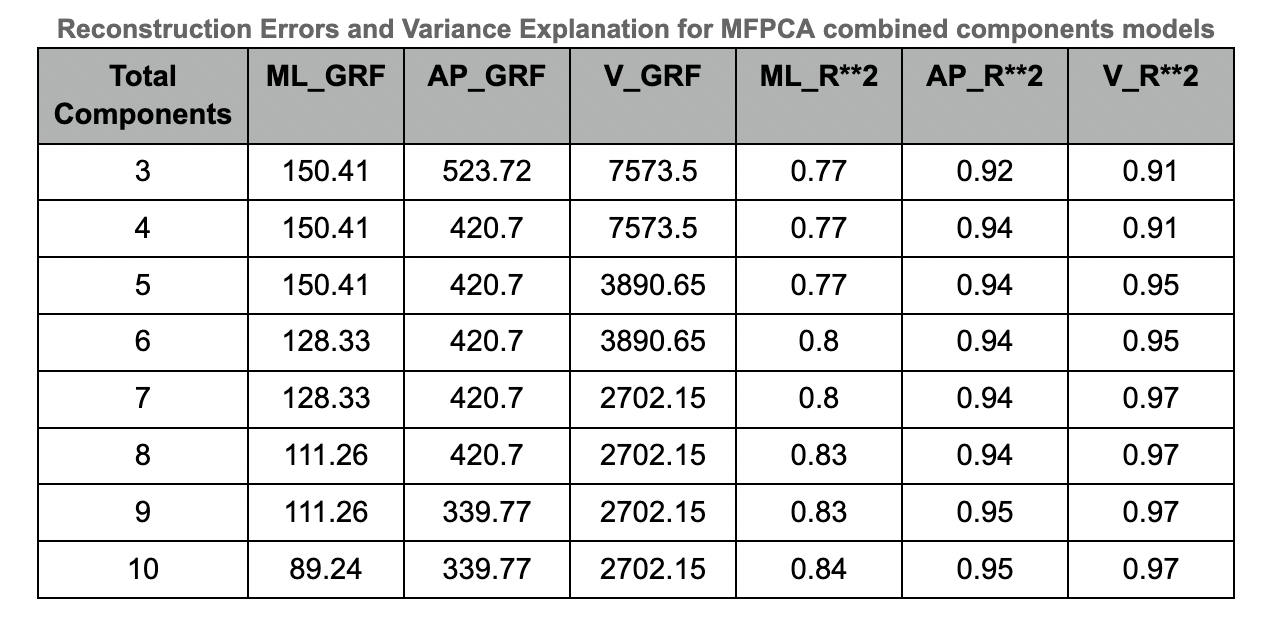 Reconstruction Errors and Variance Explanation for MFPCA combined components models
Total Components ML_GRF AP_GRF V_GRF ML_R**2 AP_R**2 V_R**2
3 150.41 523.72 7573.5 0.77 0.92 0.91
4 150.41 420.7 7573.5 0.77 0.94 0.91
5 150.41 420.7 3890.65 0.77 0.94 0.95
6 128.33 420.7 3890.65 0.8 0.94 0.95
7 128.33 420.7 2702.15 0.8 0.94 0.97
8 111.26 420.7 2702.15 0.83 0.94 0.97
9 111.26 339.77 2702.15 0.83 0.95 0.97
10 89.24 339.77 2702.15 0.84 0.95 0.97